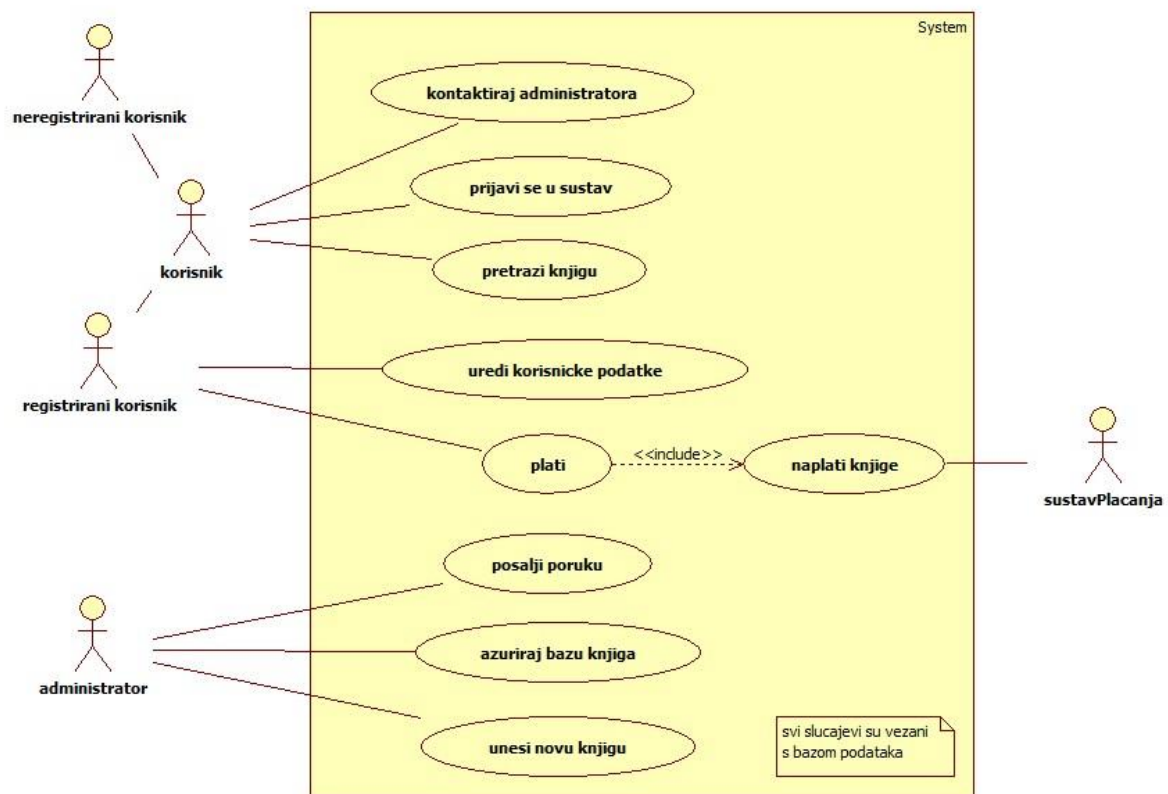 System
neregistrirani korisnik
kontaktiraj administratora
prijavi se u sustav
korisnik
pretrazi knjigu
registrirani korisnik
uredi korisnicke podatke
plati
<<include>>
naplati knjige
sustavPlacanja
posalji poruku
administrator
azuriraj bazu knjiga
unesi novu knjigu
svi slucajevi su vezani
s bazom podataka